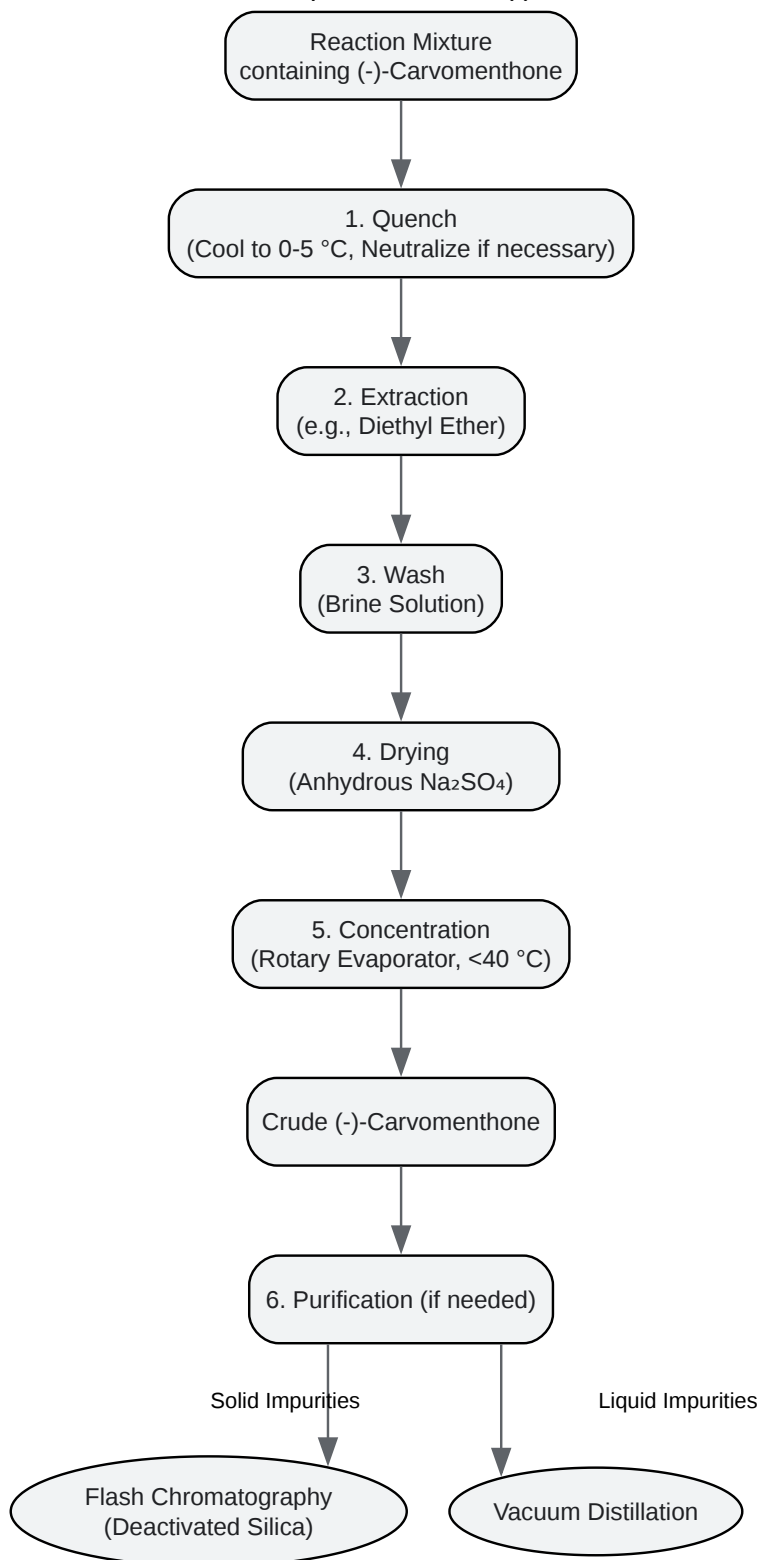 Reaction Mixture
containing (-)-Carvomenthone
1. Quench
(Cool to 0-5 °C, Neutralize if necessary)
2. Extraction
(e.g., Diethyl Ether)
3. Wash
(Brine Solution)
4. Drying
(Anhydrous Na₂SO₄)
5. Concentration
(Rotary Evaporator, <40 °C)
Crude (-)-Carvomenthone
6. Purification (if needed)
Solid Impurities
Liquid Impurities
Flash Chromatography
(Deactivated Silica)
Vacuum Distillation